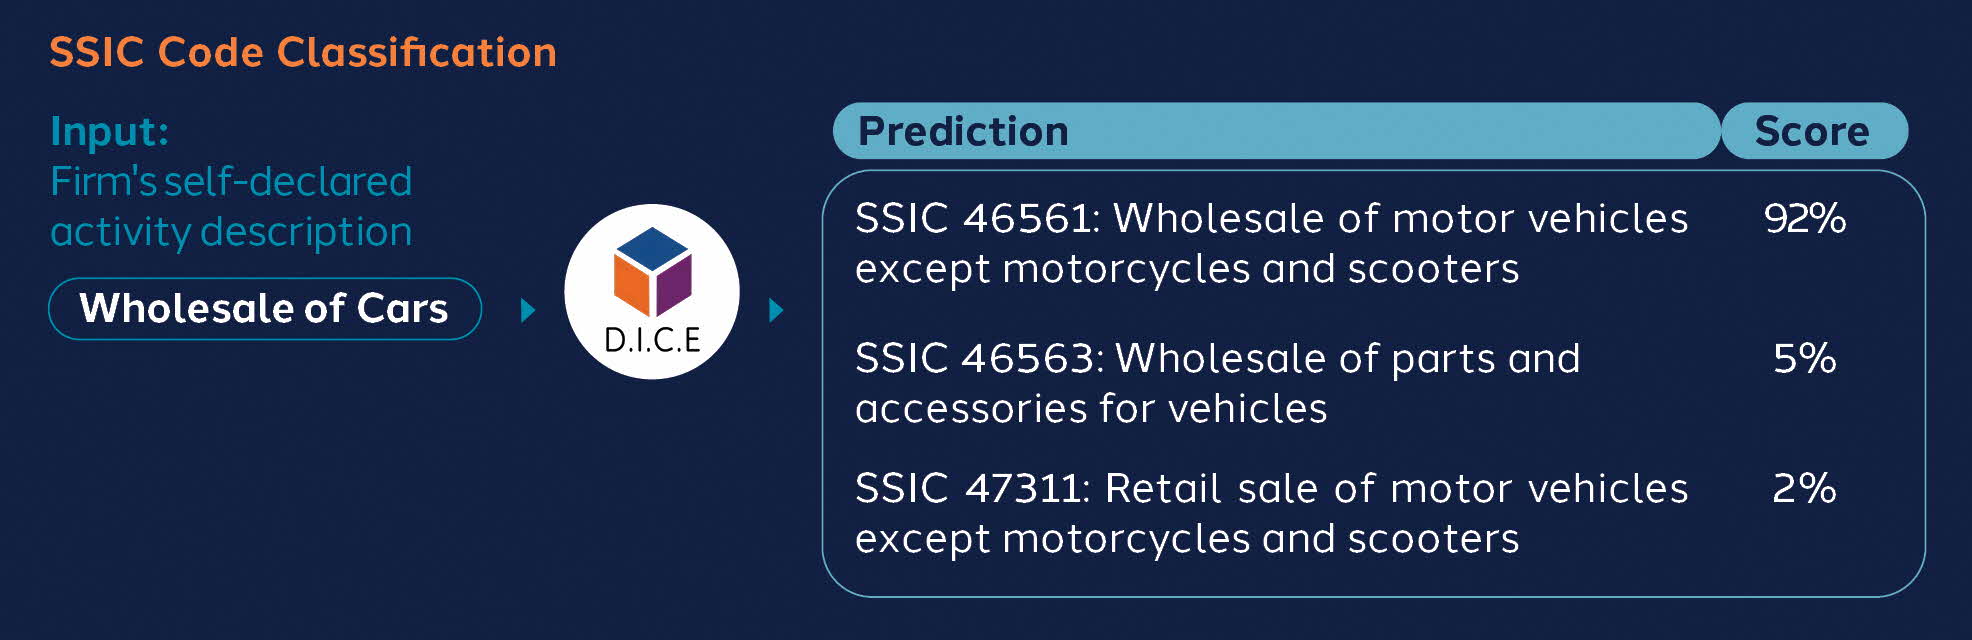 SSIC Code Classification
Input:
Firm's self-declared
activity description
Wholesale of Cars
D.I.C.E
Prediction
Score
SSIC 46561: Wholesale of motor vehicles 92%
except motorcycles and scooters
SSIC 46563: Wholesale of parts and 5%
accessories for vehicles
SSIC 47311: Retail sale of motor vehicles 2%
except motorcycles and scooters